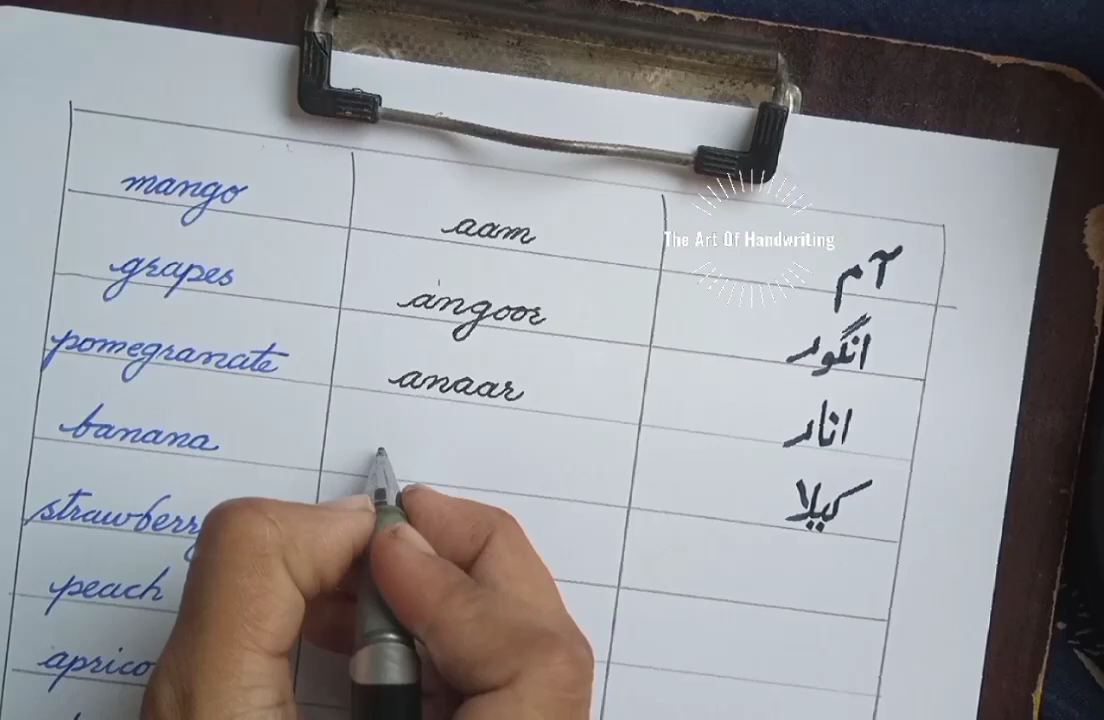 The Art Of Handwriting
mango aam آم
grapes angoor انگور
pomegranate anaar انار
banana کیلا
strawberry
peach